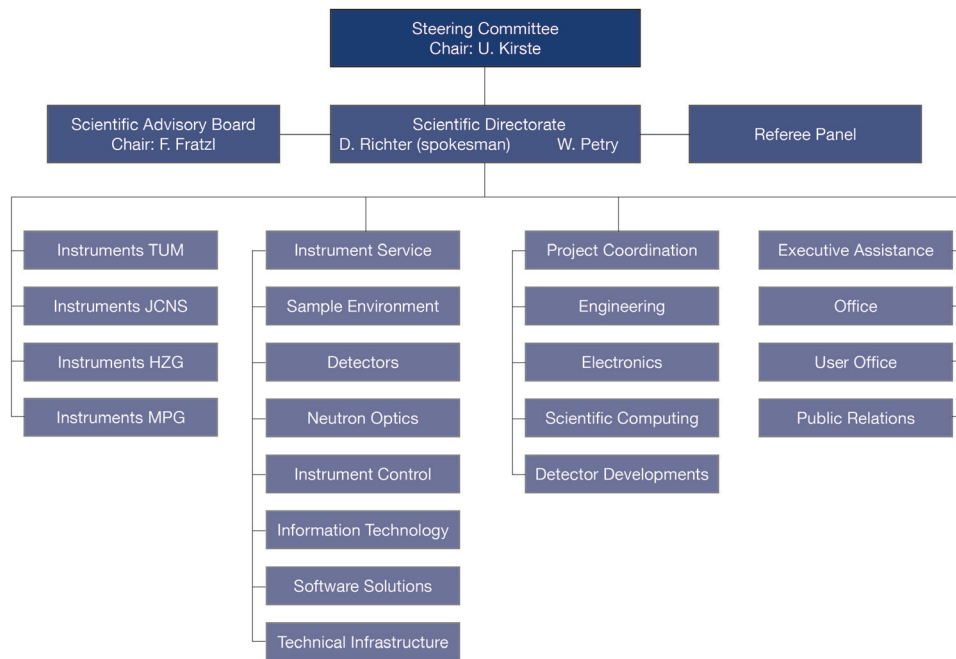 Steering Committee
Chair: U. Kirste
Scientific Advisory Board
Chair: F. Fratzl
Scientific Directorate
D. Richter (spokesman) W. Petry
Referee Panel
Instruments TUM
Instruments JCNS
Instruments HZG
Instruments MPG
Instrument Service
Sample Environment
Detectors
Neutron Optics
Instrument Control
Information Technology
Software Solutions
Technical Infrastructure
Project Coordination
Engineering
Electronics
Scientific Computing
Detector Developments
Executive Assistance
Office
User Office
Public Relations